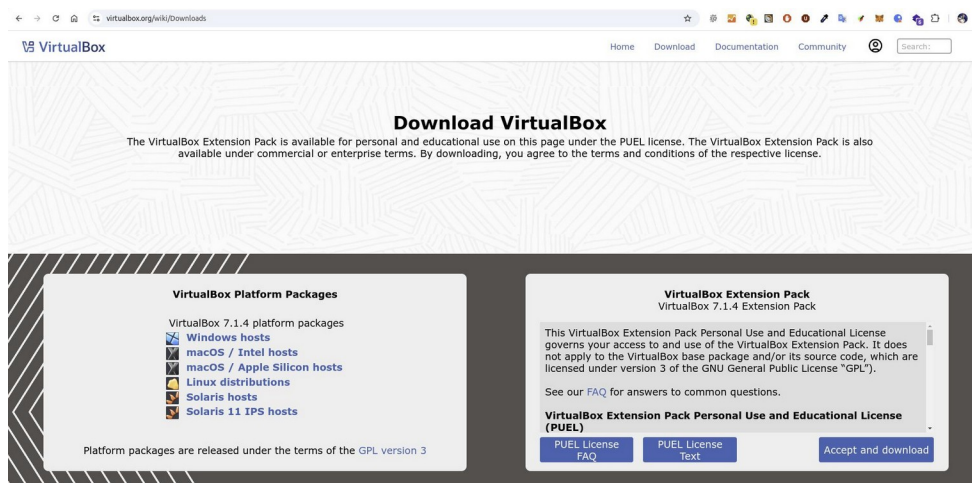 virtualbox.org/wiki/Downloads
VirtualBox
Home Download Documentation Community Search:
Download VirtualBox
The VirtualBox Extension Pack is available for personal and educational use on this page under the PUEL license. The VirtualBox Extension Pack is also
available under commercial or enterprise terms. By downloading, you agree to the terms and conditions of the respective license.
VirtualBox Platform Packages
VirtualBox 7.1.4 platform packages
Windows hosts
macOS / Intel hosts
macOS / Apple Silicon hosts
Linux distributions
Solaris hosts
Solaris 11 IPS hosts
Platform packages are released under the terms of the GPL version 3
VirtualBox Extension Pack
VirtualBox 7.1.4 Extension Pack
This VirtualBox Extension Pack Personal Use and Educational License
governs your access to and use of the VirtualBox Extension Pack. It does
not apply to the VirtualBox base package and/or its source code, which are
licensed under version 3 of the GNU General Public License “GPL”).
See our FAQ for answers to common questions.
VirtualBox Extension Pack Personal Use and Educational License
(PUEL)
PUEL License
FAQ
PUEL License
Text
Accept and download